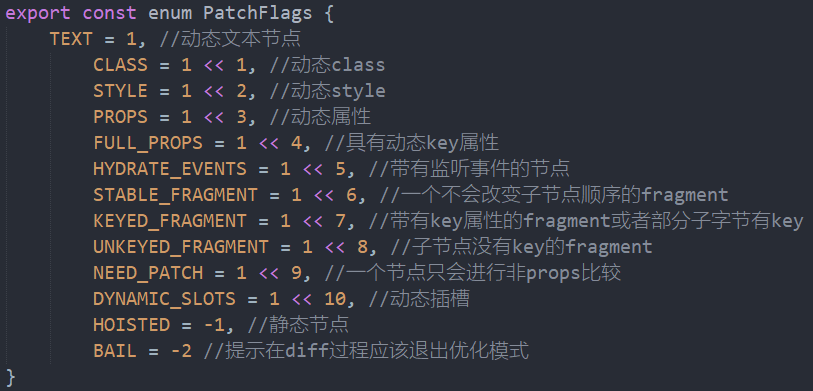 export const enum PatchFlags {
    TEXT = 1, //动态文本节点
        CLASS = 1 << 1, //动态class
        STYLE = 1 << 2, //动态style
        PROPS = 1 << 3, //动态属性
        FULL_PROPS = 1 << 4, //具有动态key属性
        HYDRATE_EVENTS = 1 << 5, //带有监听事件的节点
        STABLE_FRAGMENT = 1 << 6, //一个不会改变子节点顺序的fragment
        KEYED_FRAGMENT = 1 << 7, //带有key属性的fragment或者部分子字节有key
        UNKEYED_FRAGMENT = 1 << 8, //子节点没有key的fragment
        NEED_PATCH = 1 << 9, //一个节点只会进行非props比较
        DYNAMIC_SLOTS = 1 << 10, //动态插槽
        HOISTED = -1, //静态节点
        BAIL = -2 //提示在diff过程应该退出优化模式
}